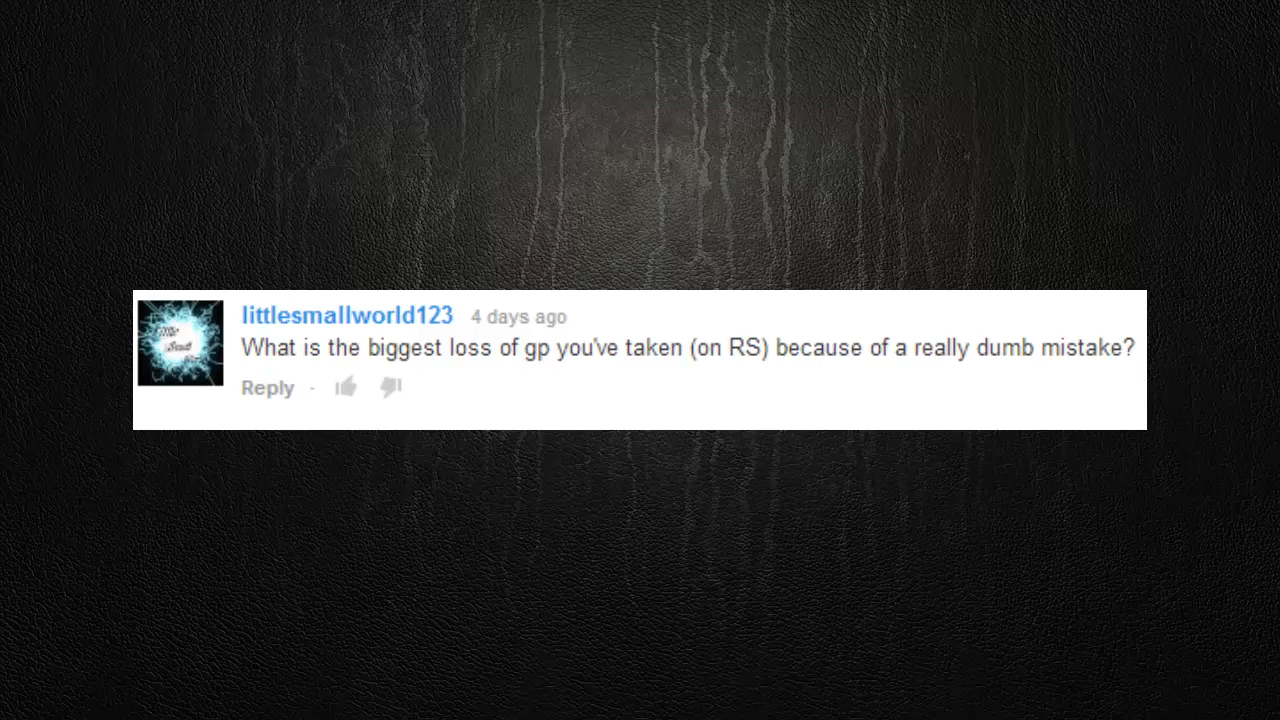 littlesmallworld123 4 days ago
What is the biggest loss of gp you've taken (on RS) because of a really dumb mistake?
Reply ·